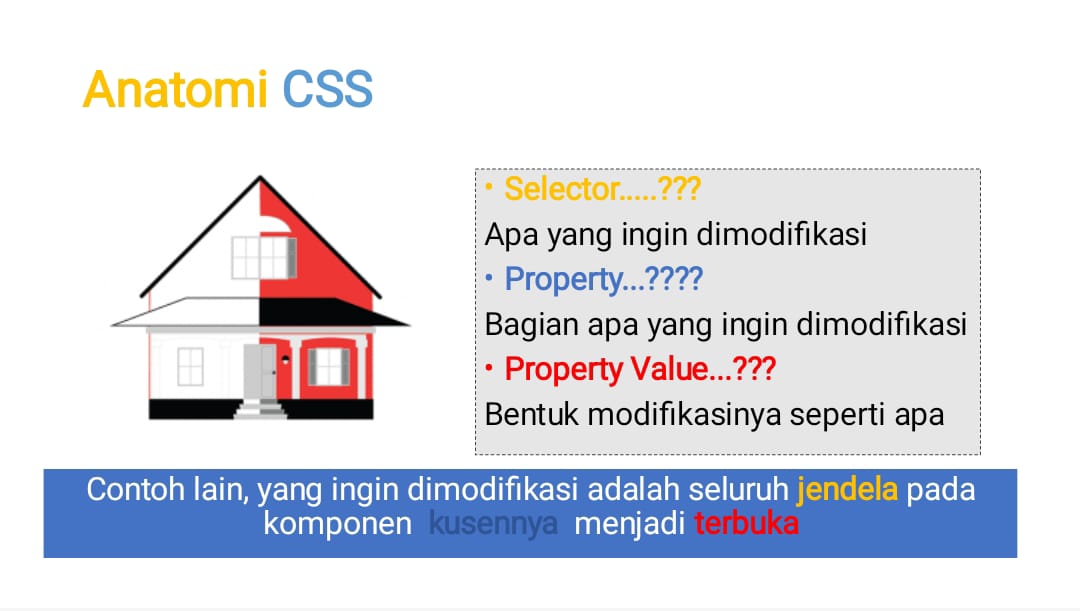 Anatomi CSS
• Selector.....???
Apa yang ingin dimodifikasi
• Property...????
Bagian apa yang ingin dimodifikasi
• Property Value...???
Bentuk modifikasinya seperti apa
Contoh lain, yang ingin dimodifikasi adalah seluruh jendela pada
komponen kusennya menjadi terbuka